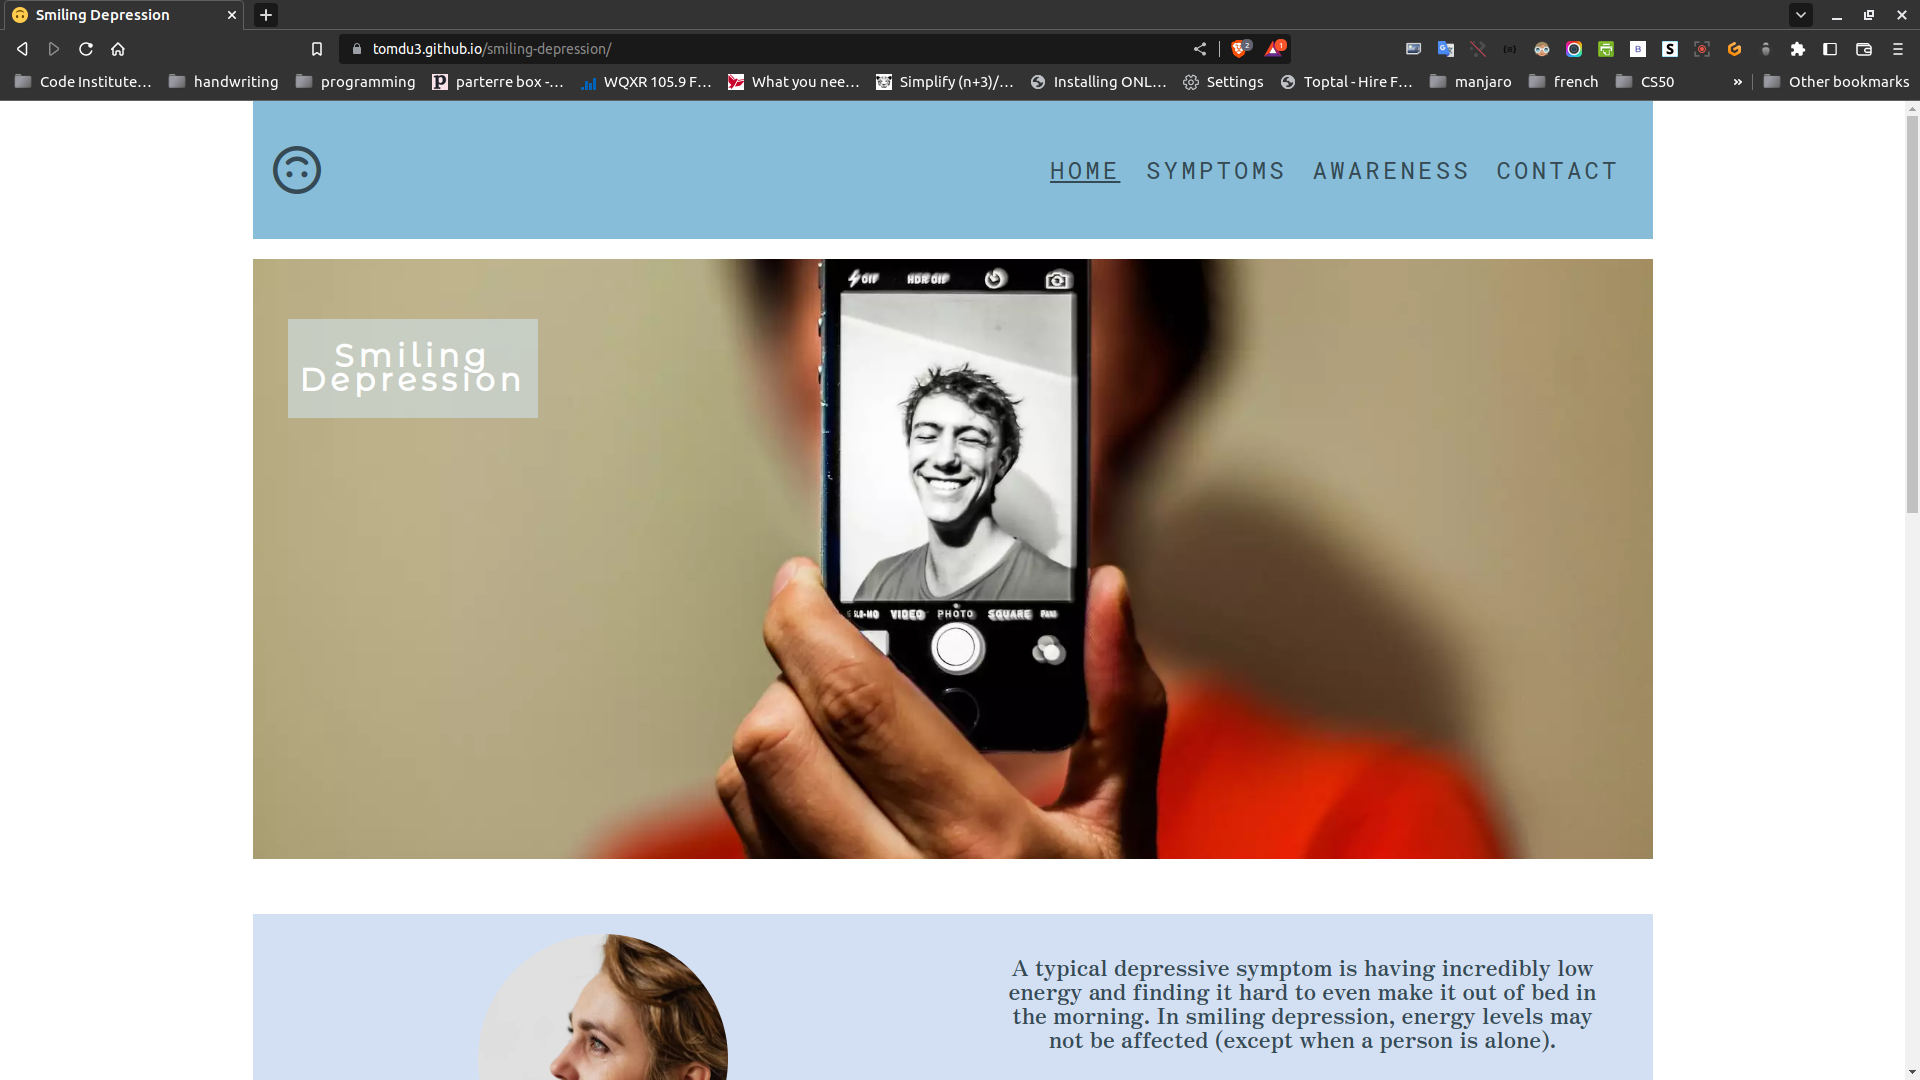 Smiling Depression
tomdu3.github.io/smiling-depression/
2
1
Code Institute...
handwriting
programming
parterre box -...
WQXR 105.9 F...
What you nee...
Simplify (n+3)/...
Installing ONL...
Settings
Toptal - Hire F...
manjaro
french
CS50
»
Other bookmarks
HOME SYMPTOMS AWARENESS CONTACT
HDR
Smiling
Depression
SLO-MO VIDEO PHOTO SQUARE PANO
A typical depressive symptom is having incredibly low
energy and finding it hard to even make it out of bed in
the morning. In smiling depression, energy levels may
not be affected (except when a person is alone).